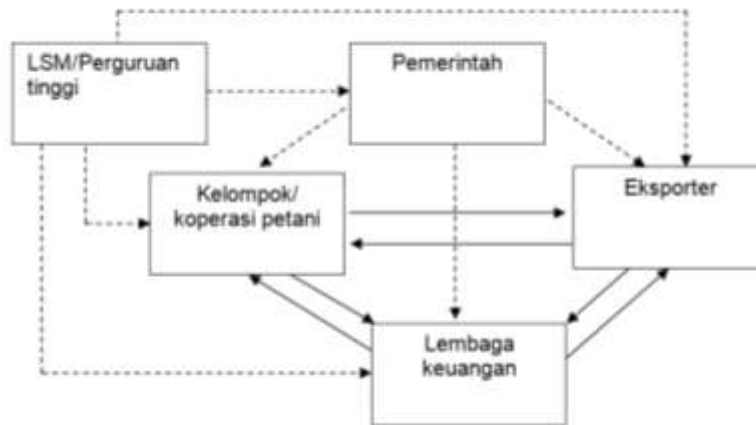 LSM/Perguruan
tinggi
Pemerintah
Kelompok/
koperasi petani
Eksporter
Lembaga
keuangan